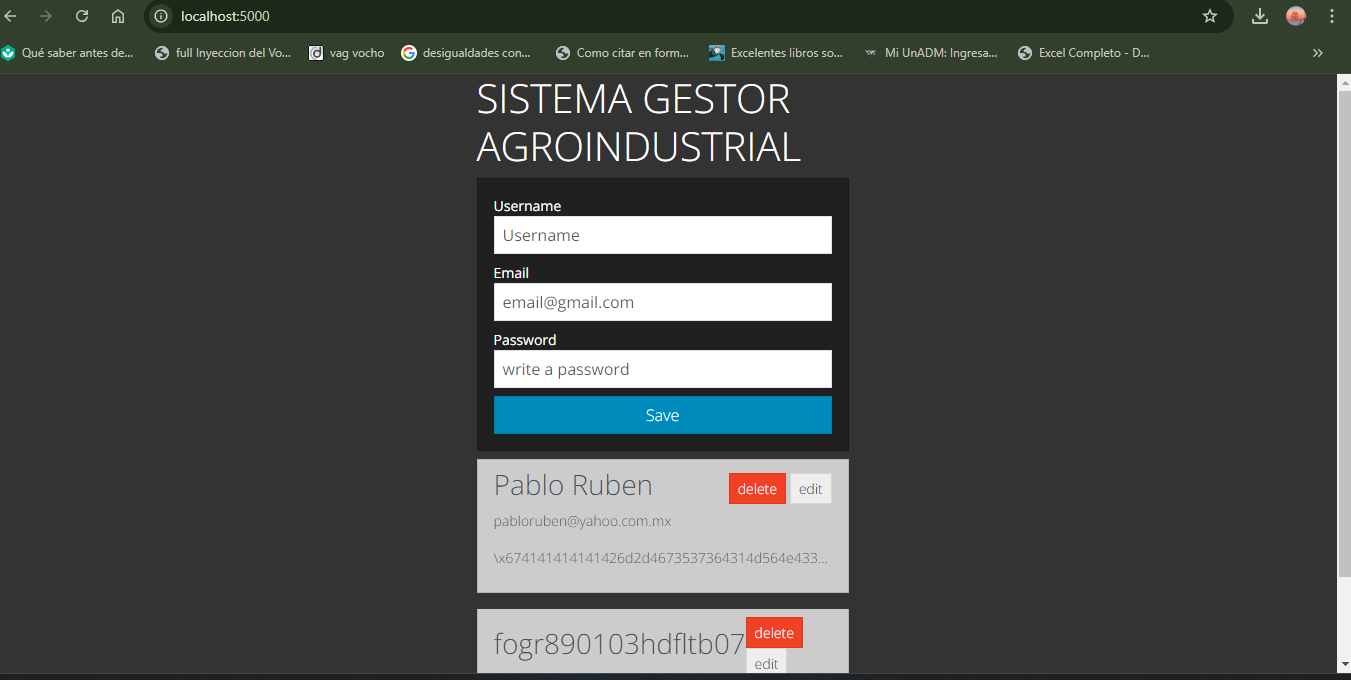 localhost:5000
Qué saber antes de...
full Inyeccion del Vo...
vag vocho
desigualdades con...
Como citar en form...
Excelentes libros so...
Mi UnADM: Ingresa...
Excel Completo - D...
SISTEMA GESTOR
AGROINDUSTRIAL
Username
Username
Email
email@gmail.com
Password
write a password
Save
Pablo Ruben
delete
edit
pabloruben@yahoo.com.mx
\x674141414141426d2d4673537364314d564e433...
fogr890103hdfltb07
delete
edit